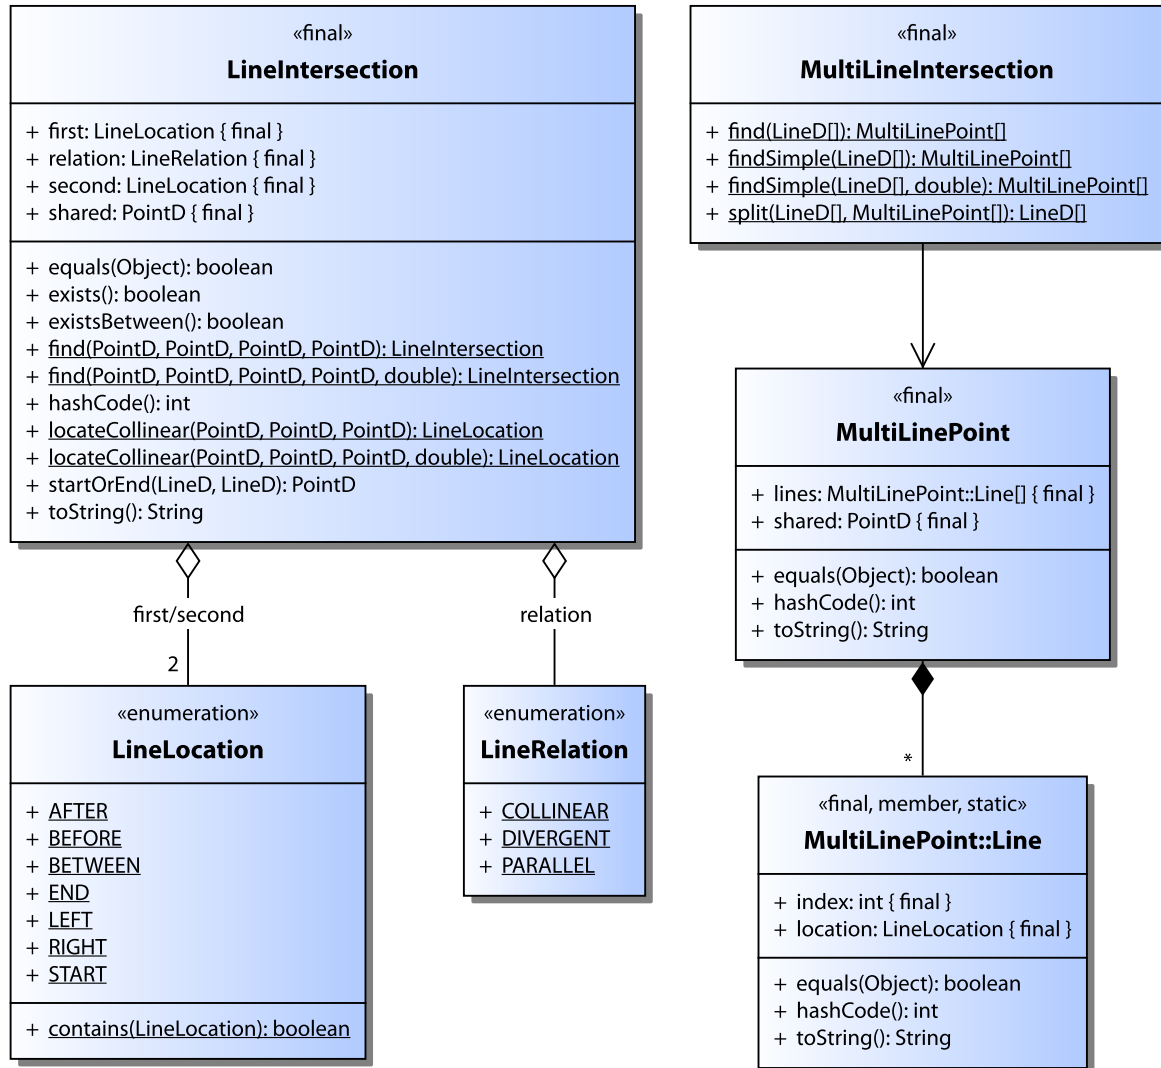 «final»
LineIntersection
+ first: LineLocation { final }
+ relation: LineRelation { final }
+ second: LineLocation { final }
+ shared: PointD { final }
+ equals(Object): boolean
+ exists(): boolean
+ existsBetween(): boolean
+ find(PointD, PointD, PointD, PointD): LineIntersection
+ find(PointD, PointD, PointD, PointD, double): LineIntersection
+ hashCode(): int
+ locateCollinear(PointD, PointD, PointD): LineLocation
+ locateCollinear(PointD, PointD, PointD, double): LineLocation
+ startOrEnd(LineD, LineD): PointD
+ toString(): String
first/second
2
relation
«enumeration»
LineLocation
+ AFTER
+ BEFORE
+ BETWEEN
+ END
+ LEFT
+ RIGHT
+ START
+ contains(LineLocation): boolean
«enumeration»
LineRelation
+ COLLINEAR
+ DIVERGENT
+ PARALLEL
«final»
MultiLineIntersection
+ find(LineD[]): MultiLinePoint[]
+ findSimple(LineD[]): MultiLinePoint[]
+ findSimple(LineD[], double): MultiLinePoint[]
+ split(LineD[], MultiLinePoint[]): LineD[]
«final»
MultiLinePoint
+ lines: MultiLinePoint::Line[] { final }
+ shared: PointD { final }
+ equals(Object): boolean
+ hashCode(): int
+ toString(): String
*
«final, member, static»
MultiLinePoint::Line
+ index: int { final }
+ location: LineLocation { final }
+ equals(Object): boolean
+ hashCode(): int
+ toString(): String